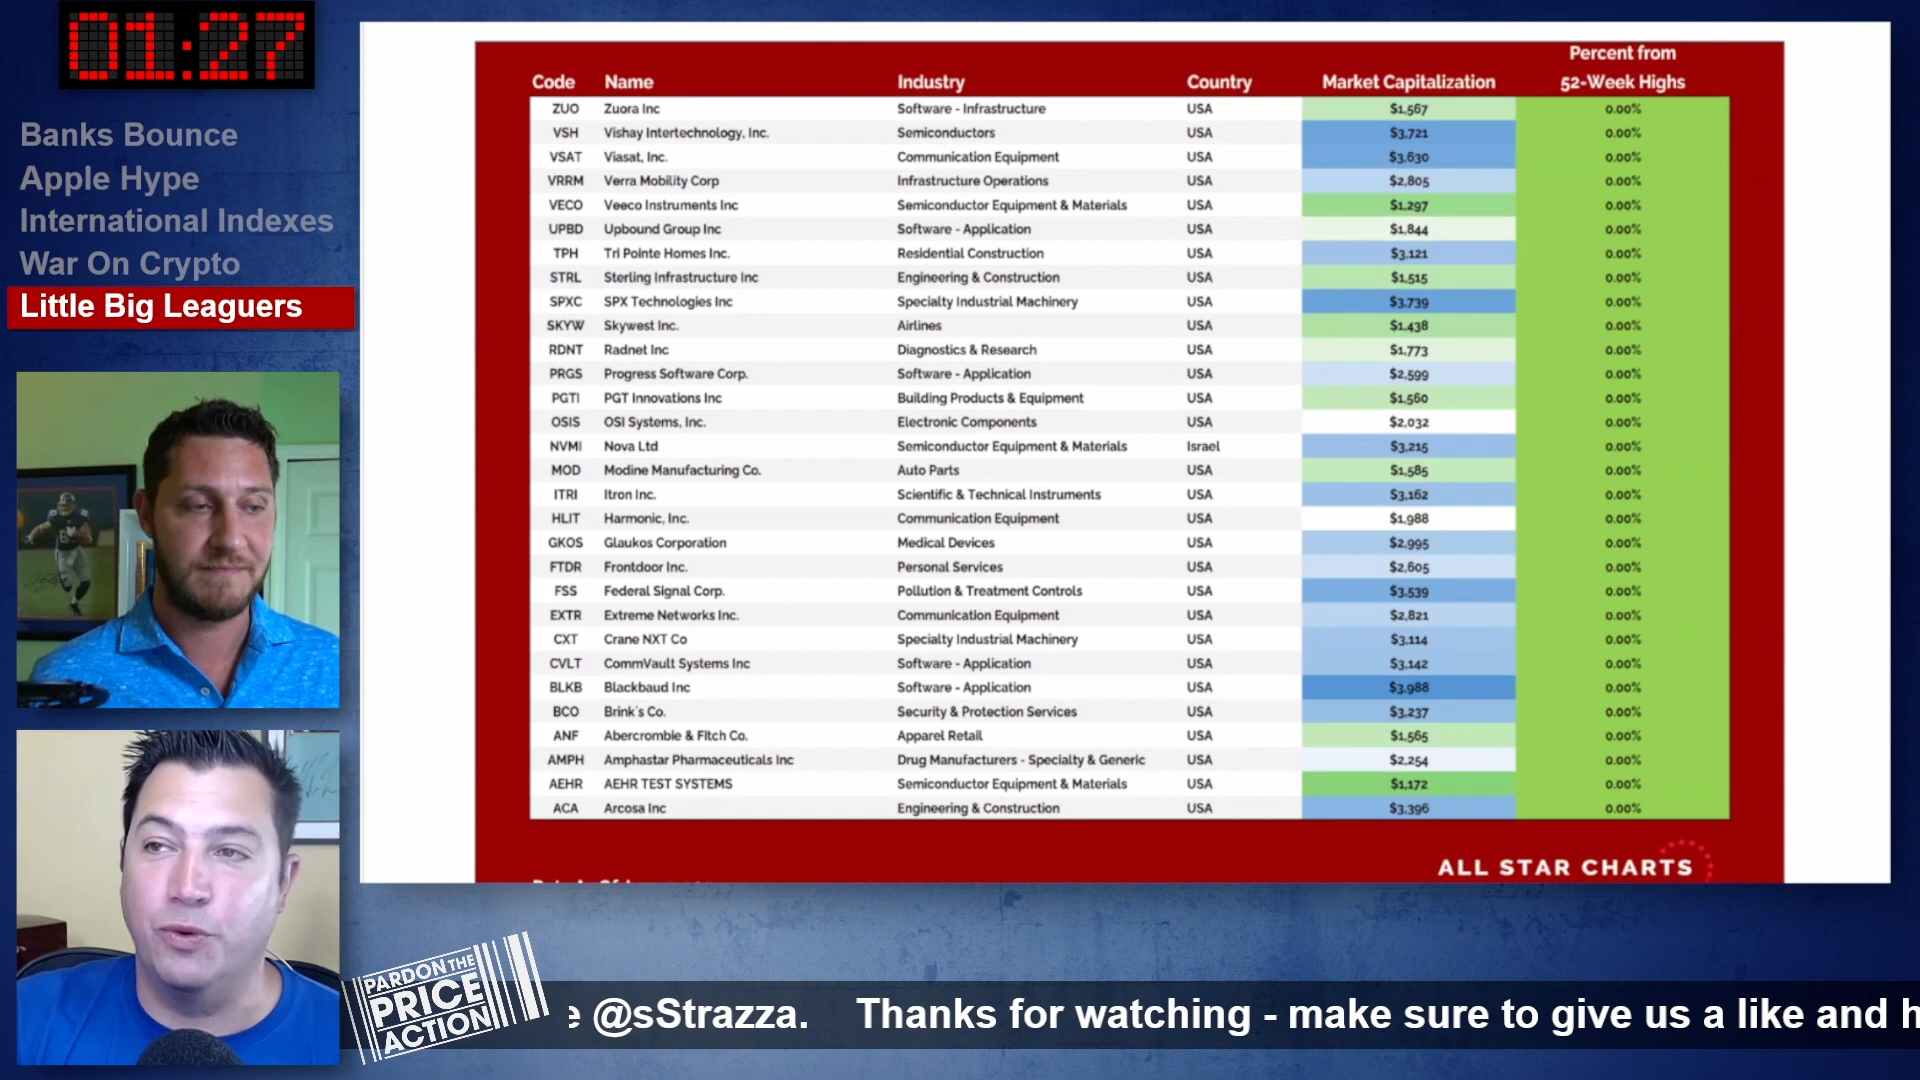 01:27
Banks Bounce
Apple Hype
International Indexes
War On Crypto
Little Big Leaguers
Percent from
Code Name Industry Country Market Capitalization 52-Week Highs
ZUO Zuora Inc Software - Infrastructure USA $1,567 0.00%
VSH Vishay Intertechnology, Inc. Semiconductors USA $3,721 0.00%
VSAT Viasat, Inc. Communication Equipment USA $3,630 0.00%
VRRM Verra Mobility Corp Infrastructure Operations USA $2,805 0.00%
VECO Veeco Instruments Inc Semiconductor Equipment & Materials USA $1,297 0.00%
UPBD Upbound Group Inc Software - Application USA $1,844 0.00%
TPH Tri Pointe Homes Inc. Residential Construction USA $3,121 0.00%
STRL Sterling Infrastructure Inc Engineering & Construction USA $1,515 0.00%
SPXC SPX Technologies Inc Specialty Industrial Machinery USA $3,739 0.00%
SKYW Skywest Inc. Airlines USA $1,438 0.00%
RDNT Radnet Inc Diagnostics & Research USA $1,773 0.00%
PRGS Progress Software Corp. Software - Application USA $2,599 0.00%
PGTI PGT Innovations Inc Building Products & Equipment USA $1,560 0.00%
OSIS OSI Systems, Inc. Electronic Components USA $2,032 0.00%
NVMI Nova Ltd Semiconductor Equipment & Materials Israel $3,215 0.00%
MOD Modine Manufacturing Co. Auto Parts USA $1,585 0.00%
ITRI Itron Inc. Scientific & Technical Instruments USA $3,162 0.00%
HLIT Harmonic, Inc. Communication Equipment USA $1,988 0.00%
GKOS Glaukos Corporation Medical Devices USA $2,995 0.00%
FTDR Frontdoor Inc. Personal Services USA $2,605 0.00%
FSS Federal Signal Corp. Pollution & Treatment Controls USA $3,539 0.00%
EXTR Extreme Networks Inc. Communication Equipment USA $2,821 0.00%
CXT Crane NXT Co Specialty Industrial Machinery USA $3,114 0.00%
CVLT CommVault Systems Inc Software - Application USA $3,142 0.00%
BLKB Blackbaud Inc Software - Application USA $3,988 0.00%
BCO Brink's Co. Security & Protection Services USA $3,237 0.00%
ANF Abercrombie & Fitch Co. Apparel Retail USA $1,565 0.00%
AMPH Amphastar Pharmaceuticals Inc Drug Manufacturers - Specialty & Generic USA $2,254 0.00%
AEHR AEHR TEST SYSTEMS Semiconductor Equipment & Materials USA $1,172 0.00%
ACA Arcosa Inc Engineering & Construction USA $3,396 0.00%
ALL STAR CHARTS
PARDON THE
PRICE
ACTION
e @sStrazza. Thanks for watching - make sure to give us a like and h